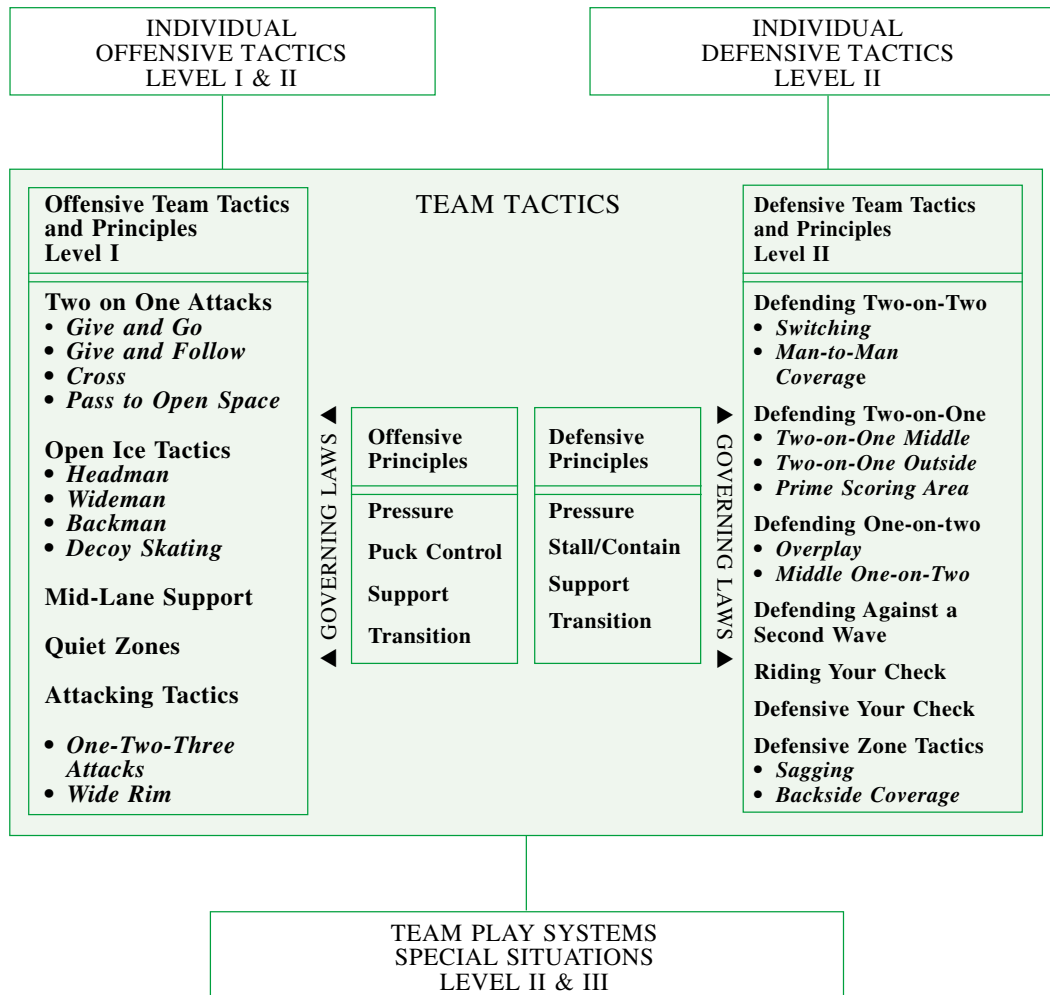 INDIVIDUAL
OFFENSIVE TACTICS
LEVEL I & II
INDIVIDUAL
DEFENSIVE TACTICS
LEVEL II
TEAM TACTICS
Offensive Team Tactics
and Principles
Level I
Two on One Attacks
• Give and Go
• Give and Follow
• Cross
• Pass to Open Space
Open Ice Tactics
• Headman
• Wideman
• Backman
• Decoy Skating
Mid-Lane Support
Quiet Zones
Attacking Tactics
• One-Two-Three
Attacks
• Wide Rim
GOVERNING LAWS
Offensive
Principles
Pressure
Puck Control
Support
Transition
Defensive
Principles
Pressure
Stall/Contain
Support
Transition
GOVERNING LAWS
Defensive Team Tactics
and Principles
Level II
Defending Two-on-Two
• Switching
• Man-to-Man
Coverage
Defending Two-on-One
• Two-on-One Middle
• Two-on-One Outside
• Prime Scoring Area
Defending One-on-two
• Overplay
• Middle One-on-Two
Defending Against a
Second Wave
Riding Your Check
Defensive Your Check
Defensive Zone Tactics
• Sagging
• Backside Coverage
TEAM PLAY SYSTEMS
SPECIAL SITUATIONS
LEVEL II & III